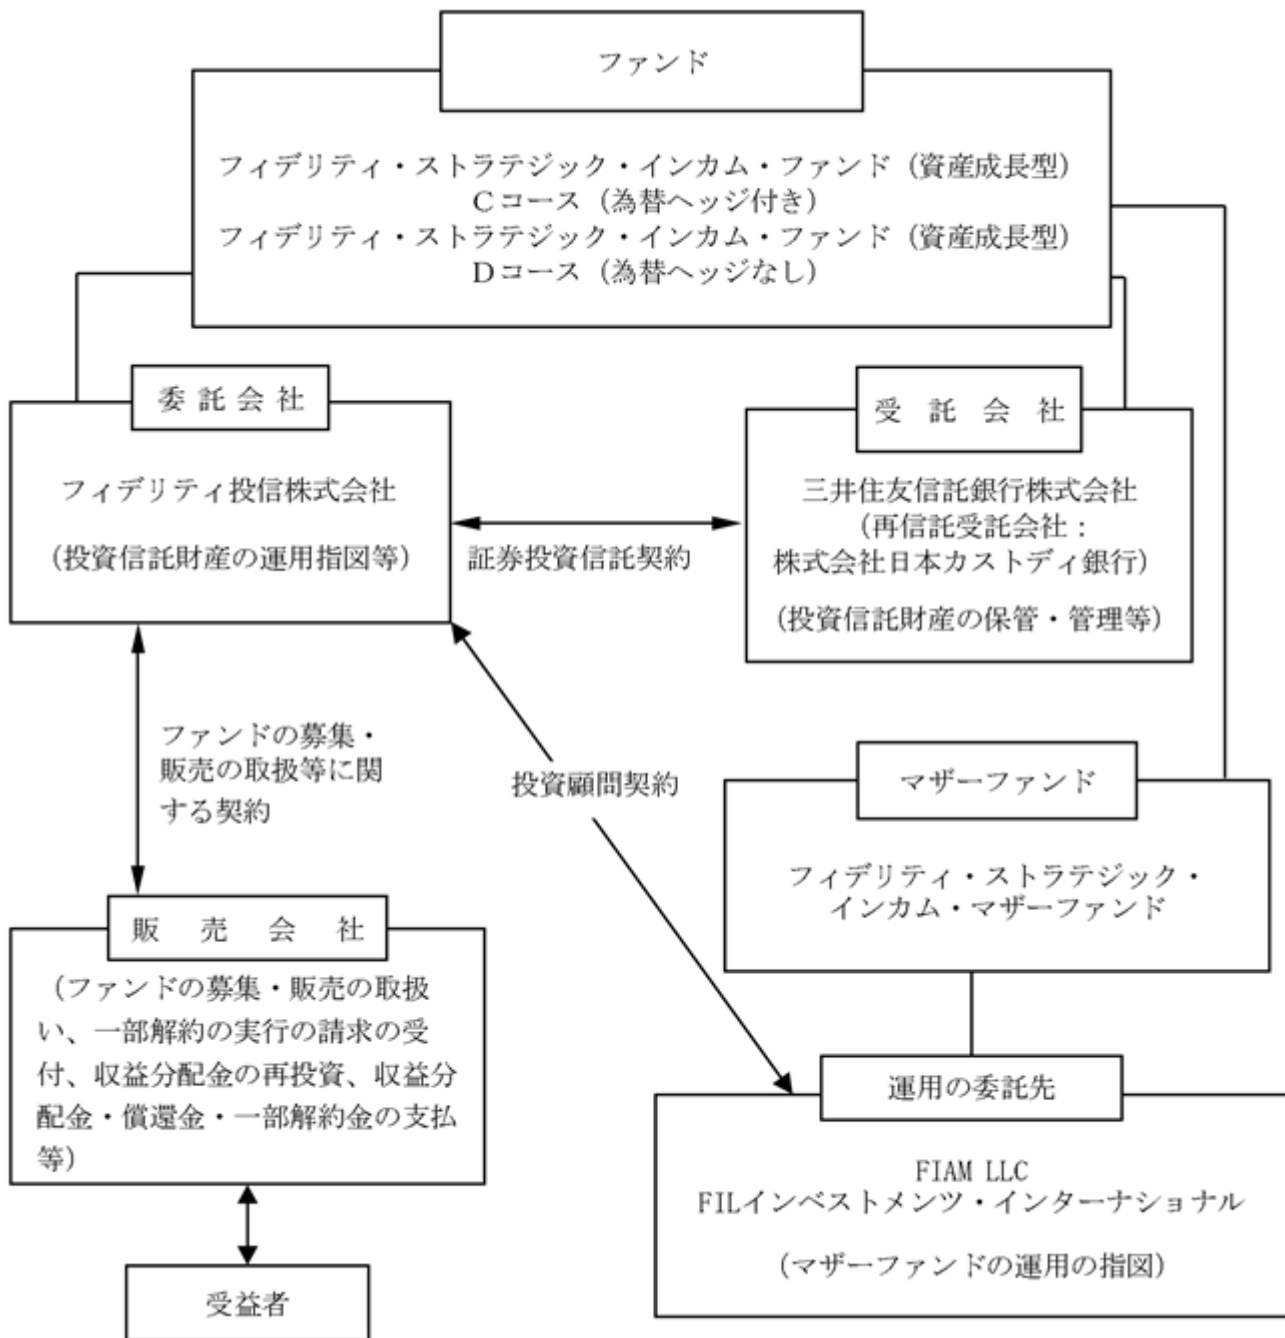 ファンド
フィデリティ・ストラテジック・インカム・ファンド（資産成長型）
Cコース（為替ヘッジ付き）
フィデリティ・ストラテジック・インカム・ファンド（資産成長型）
Dコース（為替ヘッジなし）
委託会社
フィデリティ投信株式会社
（投資信託財産の運用指図等）
証券投資信託契約
受託会社
三井住友信託銀行株式会社
（再信託受託会社：
株式会社日本カストディ銀行）
（投資信託財産の保管・管理等）
ファンドの募集・
販売の取扱等に関
する契約
投資顧問契約
マザーファンド
フィデリティ・ストラテジック・
インカム・マザーファンド
販売会社
（ファンドの募集・販売の取扱
い、一部解約の実行の請求の受
付、収益分配金の再投資、収益分
配金・償還金・一部解約金の支払
等）
運用の委託先
FIAM LLC
FILインベストメンツ・インターナショナル
（マザーファンドの運用の指図）
受益者